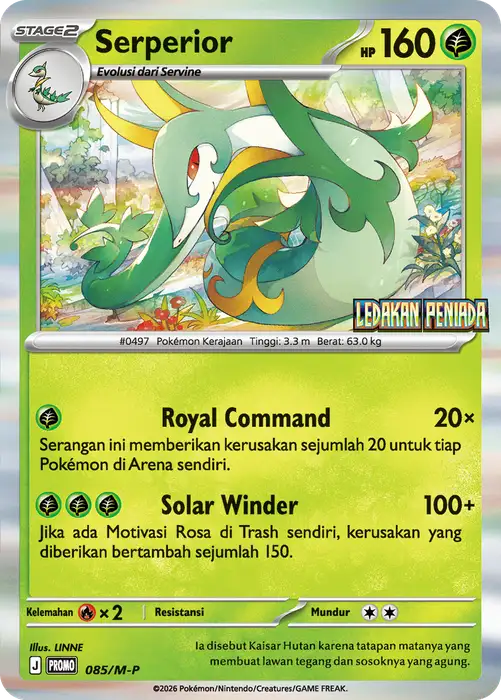 STAGE2 Serperior HP 160
Evolusi dari Servine
LEDAKAN PENIADA
#0497 Pokémon Kerajaan Tinggi: 3.3 m Berat: 63.0 kg
Royal Command 20×
Serangan ini memberikan kerusakan sejumlah 20 untuk tiap
Pokémon di Arena sendiri.
Solar Winder 100+
Jika ada Motivasi Rosa di Trash sendiri, kerusakan yang
diberikan bertambah sejumlah 150.
Kelemahan ×2 Resistansi Mundur
Illus. LINNE
J PROMO 085/M-P
Ia disebut Kaisar Hutan karena tatapan matanya yang
membuat lawan tegang dan sosoknya yang agung.
©2026 Pokémon/Nintendo/Creatures/GAME FREAK.